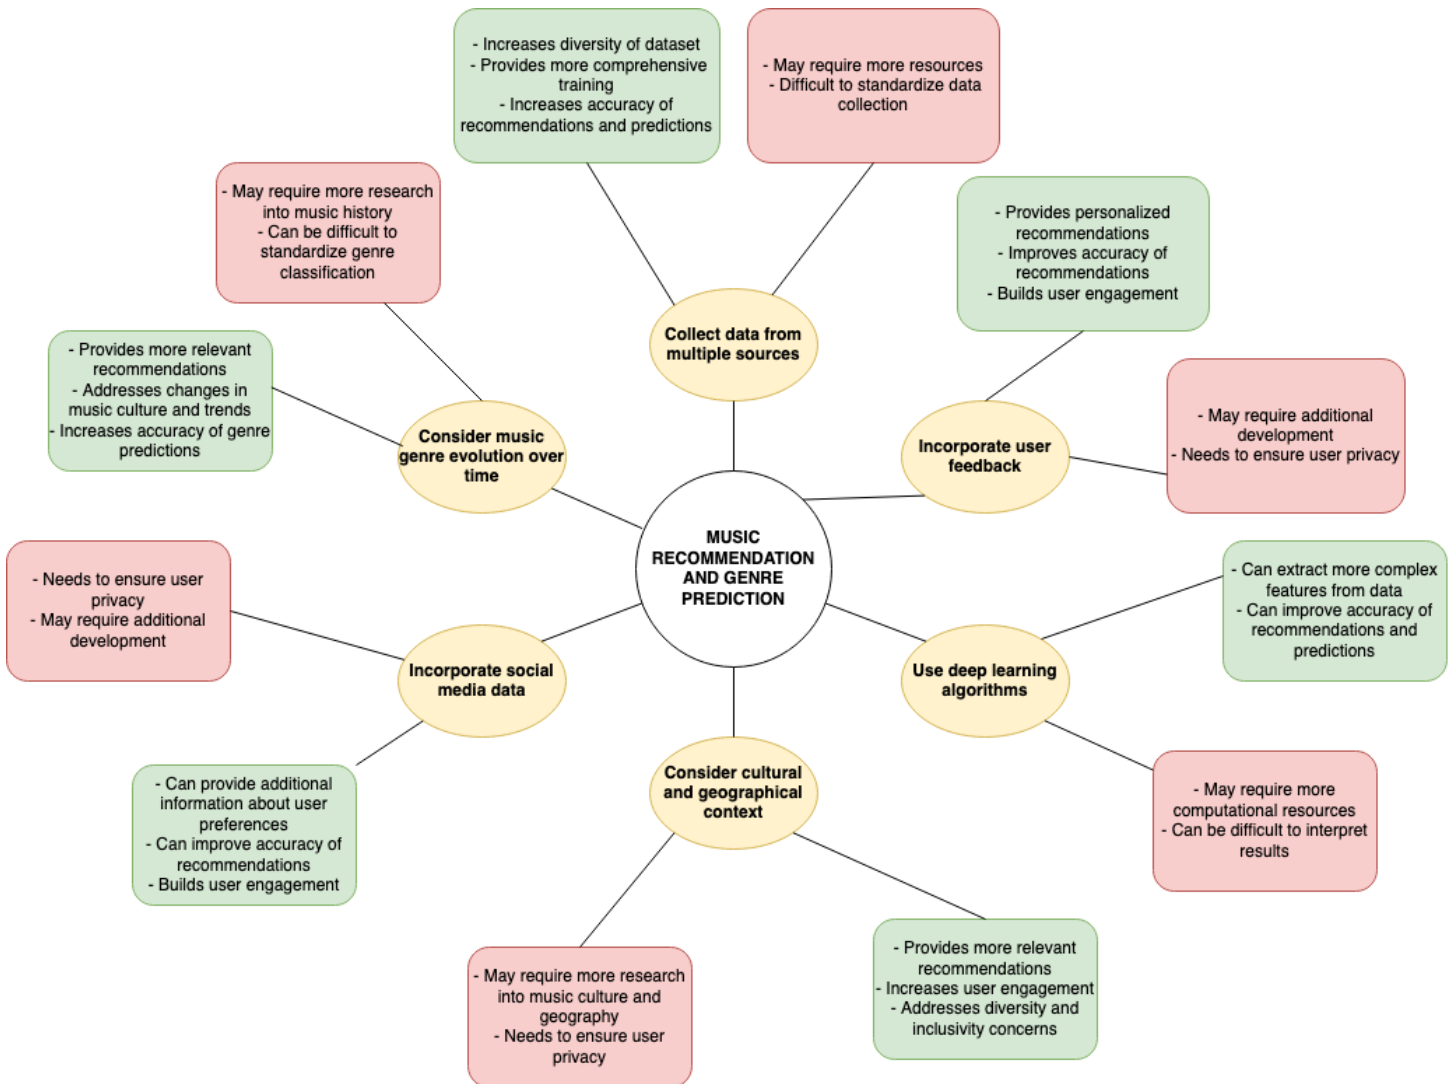 - Increases diversity of dataset
- Provides more comprehensive
training
- Increases accuracy of
recommendations and predictions
- May require more resources
- Difficult to standardize data
collection
- May require more research
into music history
- Can be difficult to
standardize genre
classification
- Provides personalized
recommendations
- Improves accuracy of
recommendations
- Builds user engagement
Collect data from
multiple sources
- Provides more relevant
recommendations
- Addresses changes in
music culture and trends
- Increases accuracy of genre
predictions
Consider music
genre evolution over
time
Incorporate user
feedback
- May require additional
development
- Needs to ensure user privacy
MUSIC
RECOMMENDATION
AND GENRE
PREDICTION
- Needs to ensure user
privacy
- May require additional
development
- Can extract more complex
features from data
- Can improve accuracy of
recommendations and
predictions
Incorporate social
media data
Use deep learning
algorithms
- Can provide additional
information about user
preferences
- Can improve accuracy of
recommendations
- Builds user engagement
Consider cultural
and geographical
context
- May require more
computational resources
- Can be difficult to interpret
results
- May require more research
into music culture and
geography
- Needs to ensure user
privacy
- Provides more relevant
recommendations
- Increases user engagement
- Addresses diversity and
inclusivity concerns